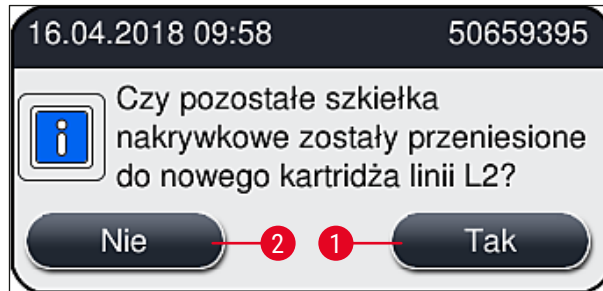 16.04.2018 09:58 50659395
Czy pozostałe szkiełka
nakrywkowe zostały przeniesione
do nowego kartridża linii L2?
Nie 2 1 Tak